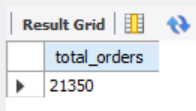 Result Grid
total_orders
21350